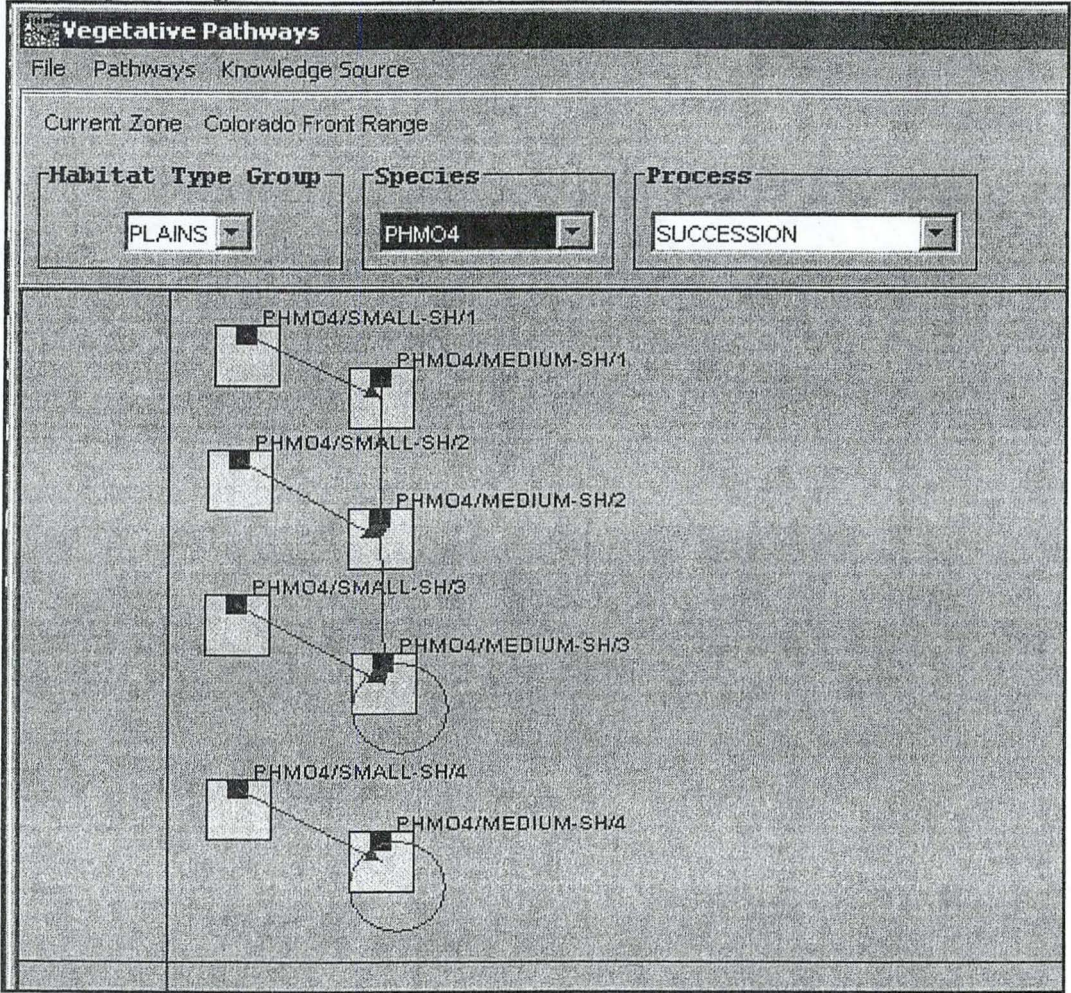 Vegetative Pathways
File Pathways Knowledge Source
Current Zone Colorado Front Range
Habitat Type Group Species Process
PLAINS PHMO4 SUCCESSION
PHMO4/SMALL-SH/1
PHMO4/MEDIUM-SH/1
PHMO4/SMALL-SH/2
PHMO4/MEDIUM-SH/2
PHMO4/SMALL-SH/3
PHMO4/MEDIUM-SH/3
PHMO4/SMALL-SH/4
PHMO4/MEDIUM-SH/4